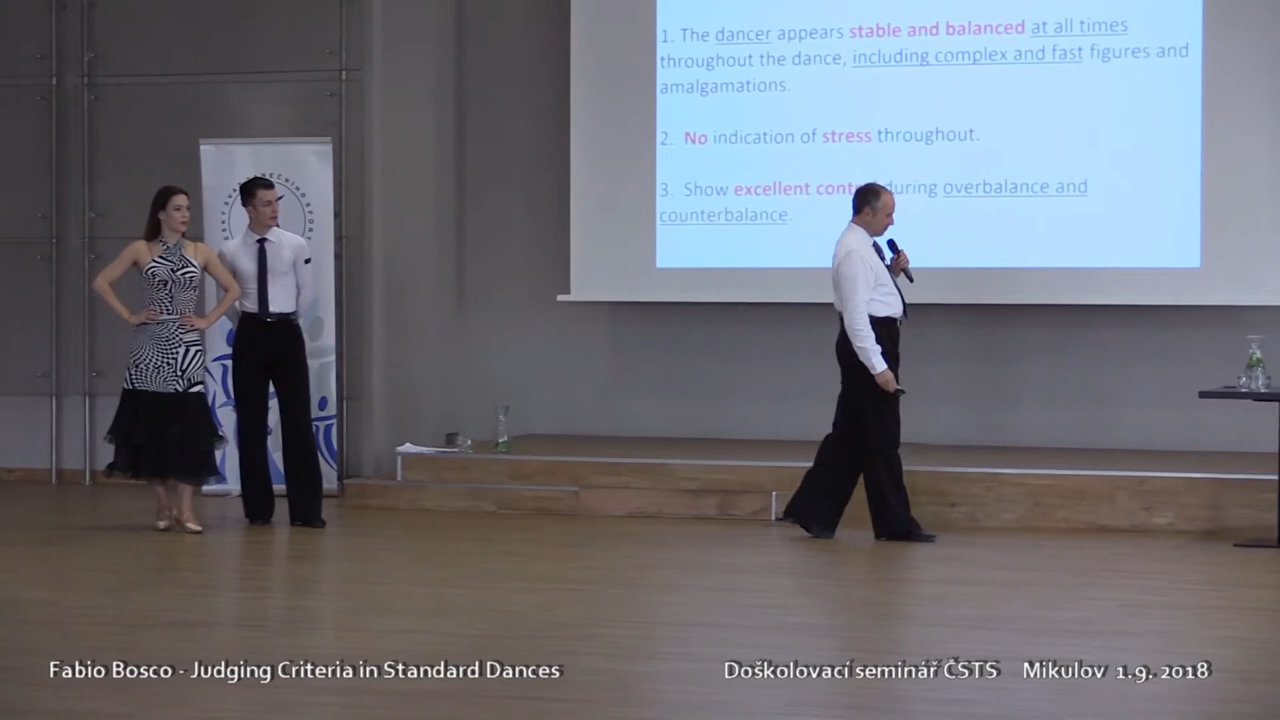 1. The dancer appears stable and balanced at all times
throughout the dance, including complex and fast figures and
amalgamations.
2. No indication of stress throughout.
3. Show excellent during overbalance and
counterbalance.
Fabio Bosco - Judging Criteria in Standard Dances
Doškolovací seminář ČSTS Mikulov 1.9.2018